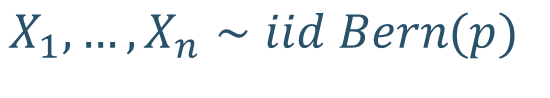 X₁, … , Xₙ ~ iid Bern(p)